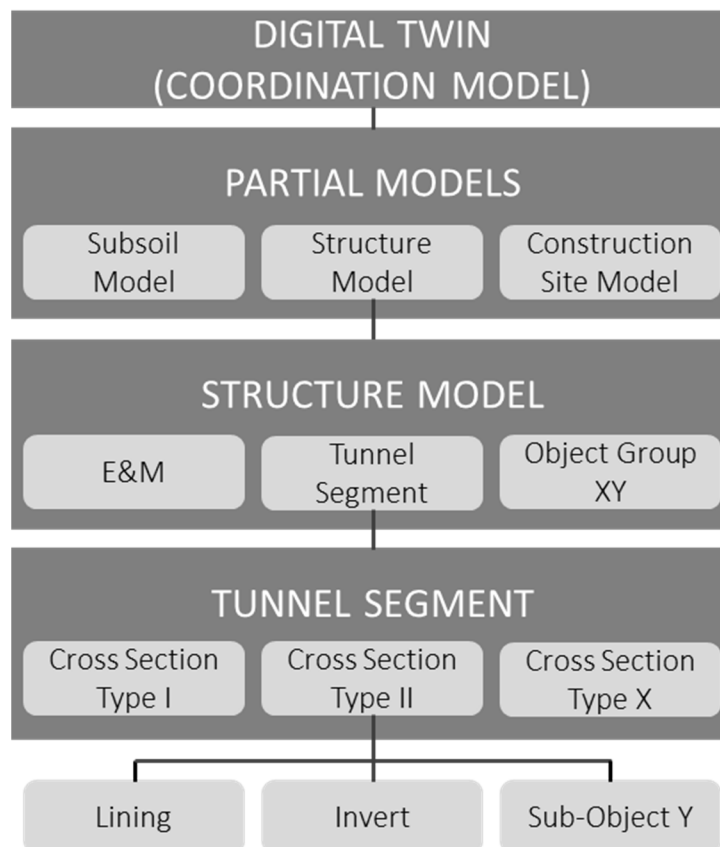 DIGITAL TWIN
(COORDINATION MODEL)
PARTIAL MODELS
Subsoil
Model
Structure
Model
Construction
Site Model
STRUCTURE MODEL
E&M
Tunnel
Segment
Object Group
XY
TUNNEL SEGMENT
Cross Section
Type I
Cross Section
Type II
Cross Section
Type X
Lining
Invert
Sub-Object Y